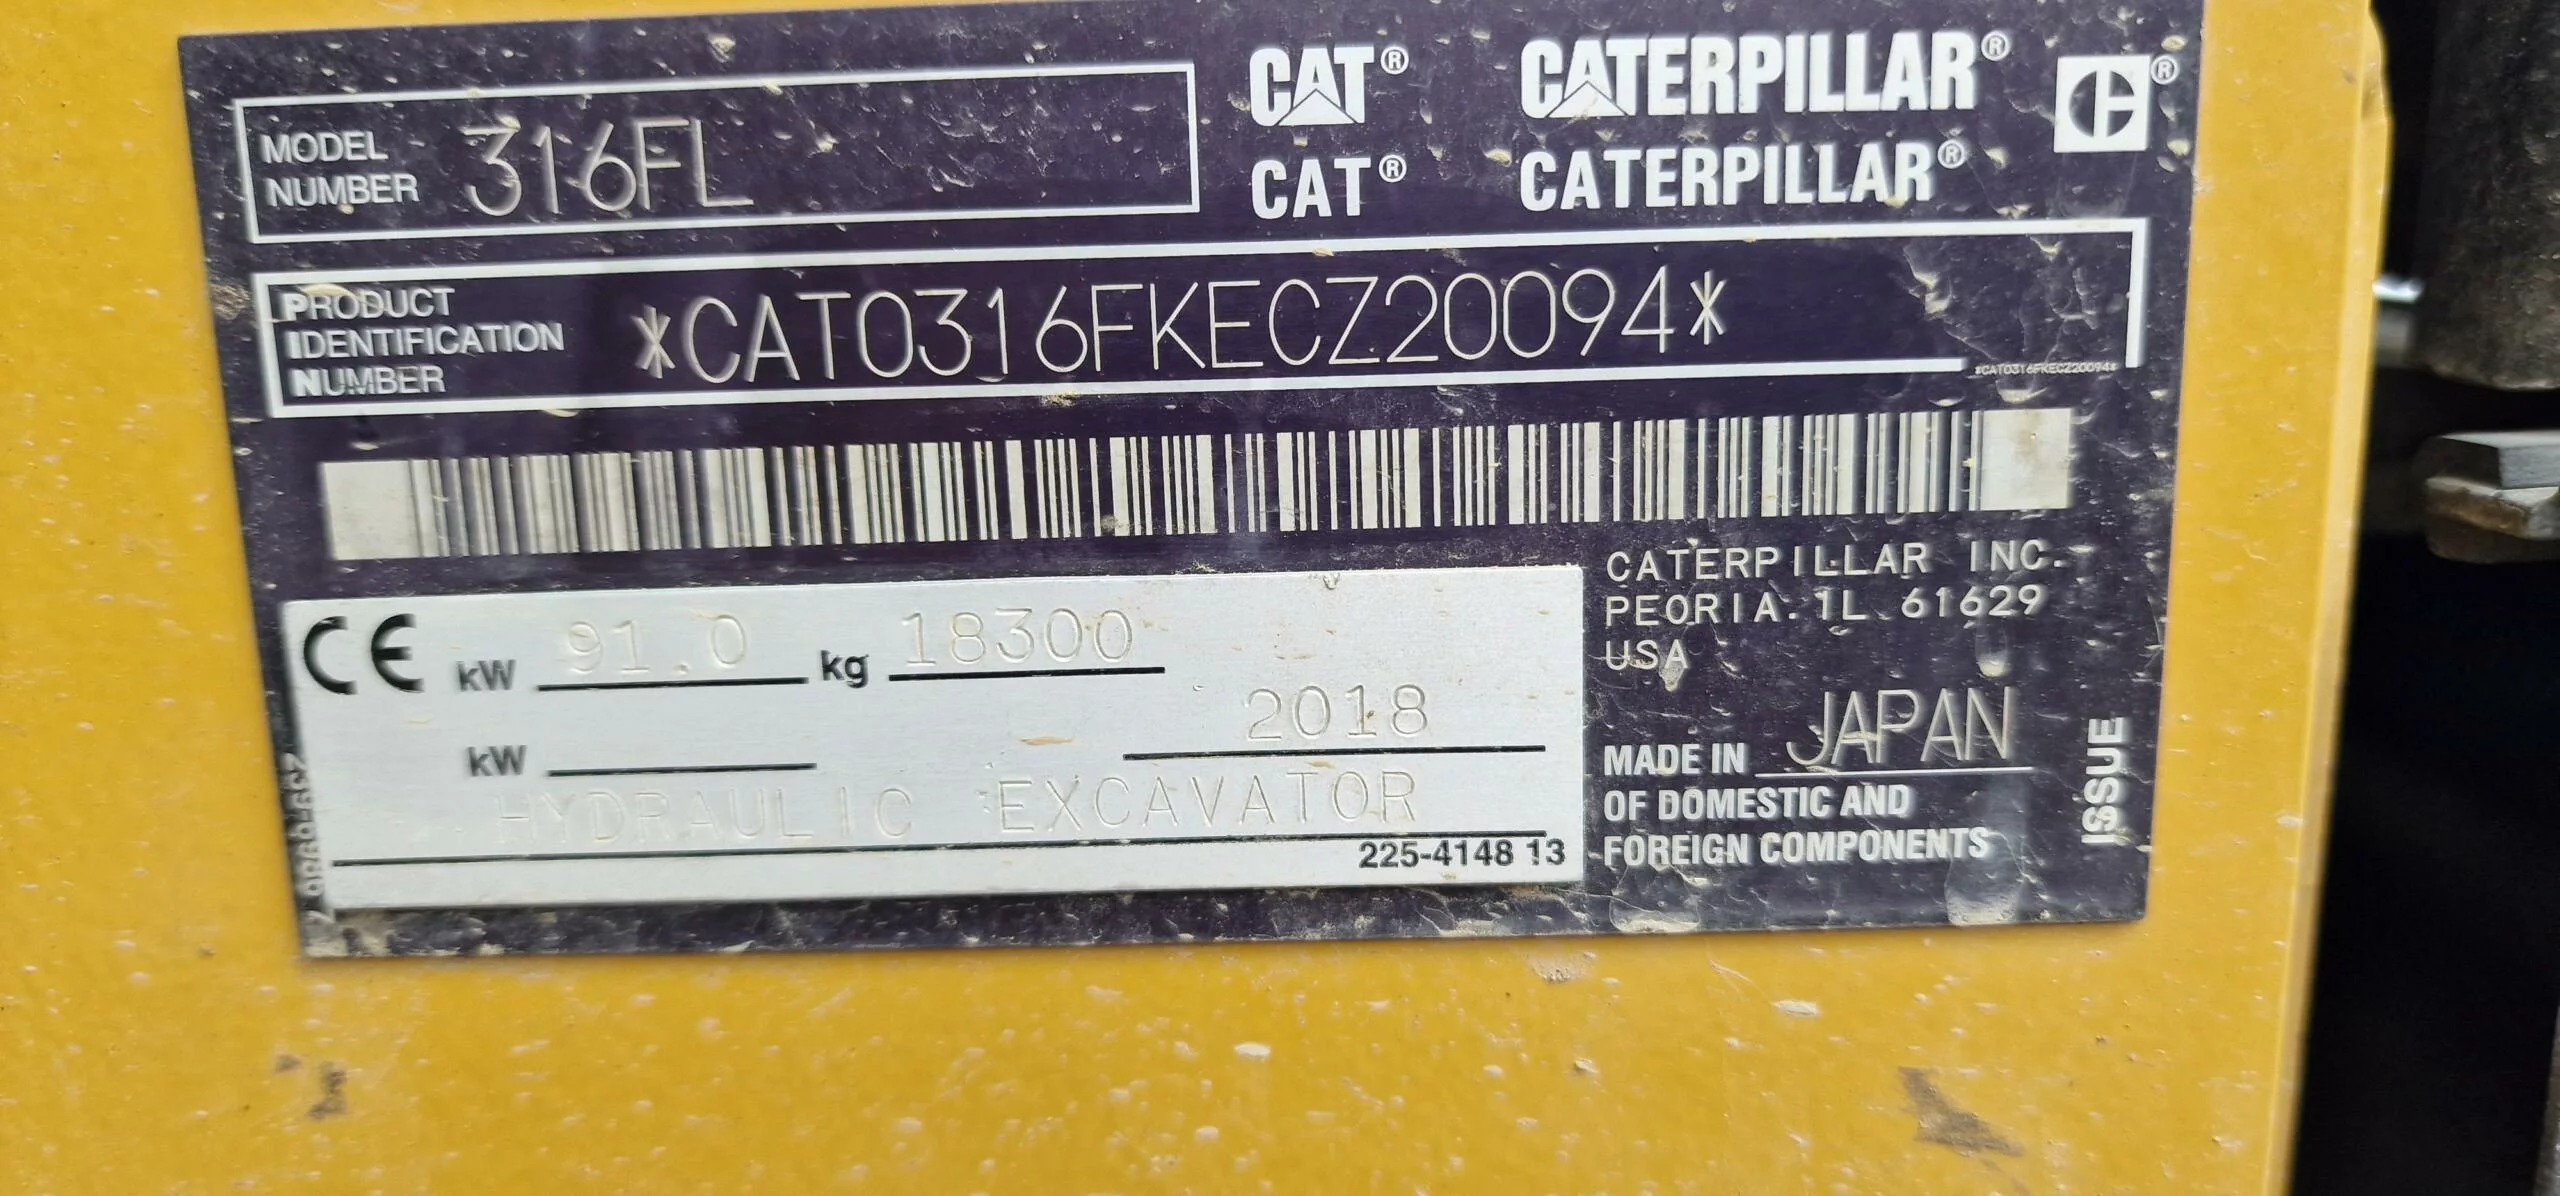 MODEL
NUMBER 316FL
CAT® CATERPILLAR®
CAT® CATERPILLAR®
PRODUCT
IDENTIFICATION
NUMBER
*CAT0316FKECZ20094*
*CAT0316FKECZ20094*
CE kW 91.0 kg 18300
2018
kW
HYDRAULIC EXCAVATOR
225-4148 13
CATERPILLAR INC.
PEORIA. IL 61629
USA
MADE IN JAPAN
OF DOMESTIC AND
FOREIGN COMPONENTS
ISSUE